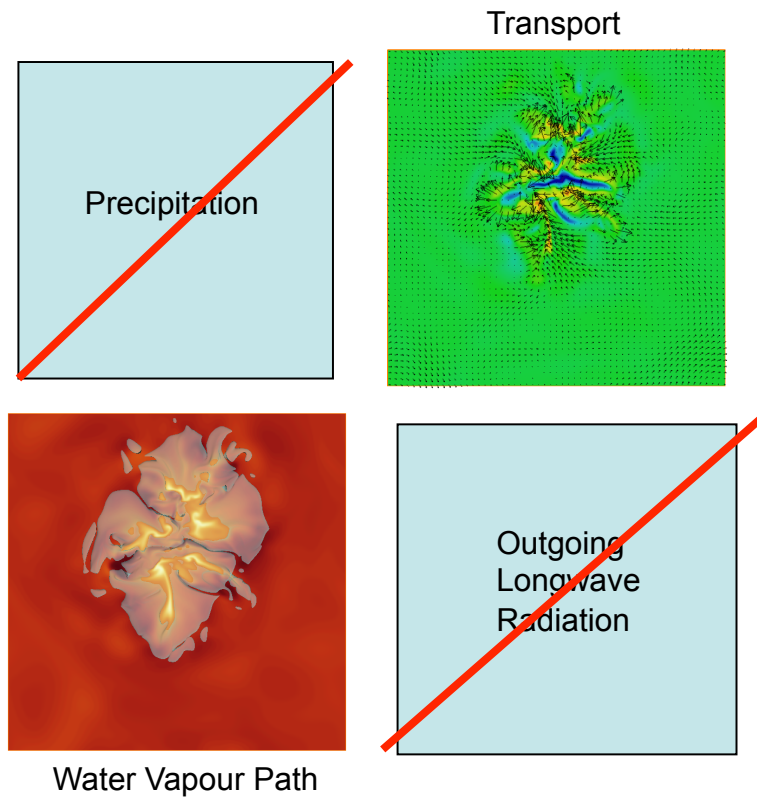 Transport
Precipitation
Outgoing
Longwave
Radiation
Water Vapour Path